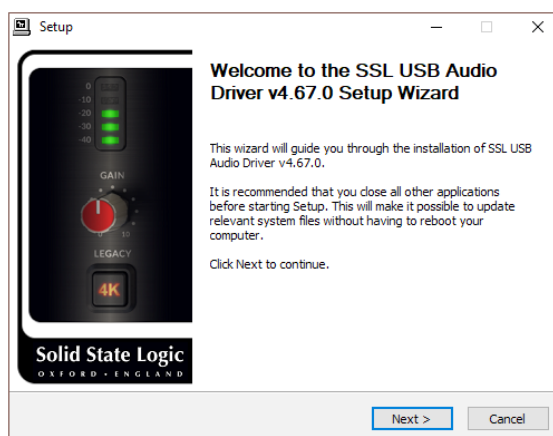 Setup
Welcome to the SSL USB Audio
Driver v4.67.0 Setup Wizard
This wizard will guide you through the installation of SSL USB
Audio Driver v4.67.0.
It is recommended that you close all other applications
before starting Setup. This will make it possible to update
relevant system files without having to reboot your
computer.
Click Next to continue.
0
-10
-20
-30
-40
GAIN
0 10
LEGACY
4K
Solid State Logic
OXFORD • ENGLAND
Next >
Cancel